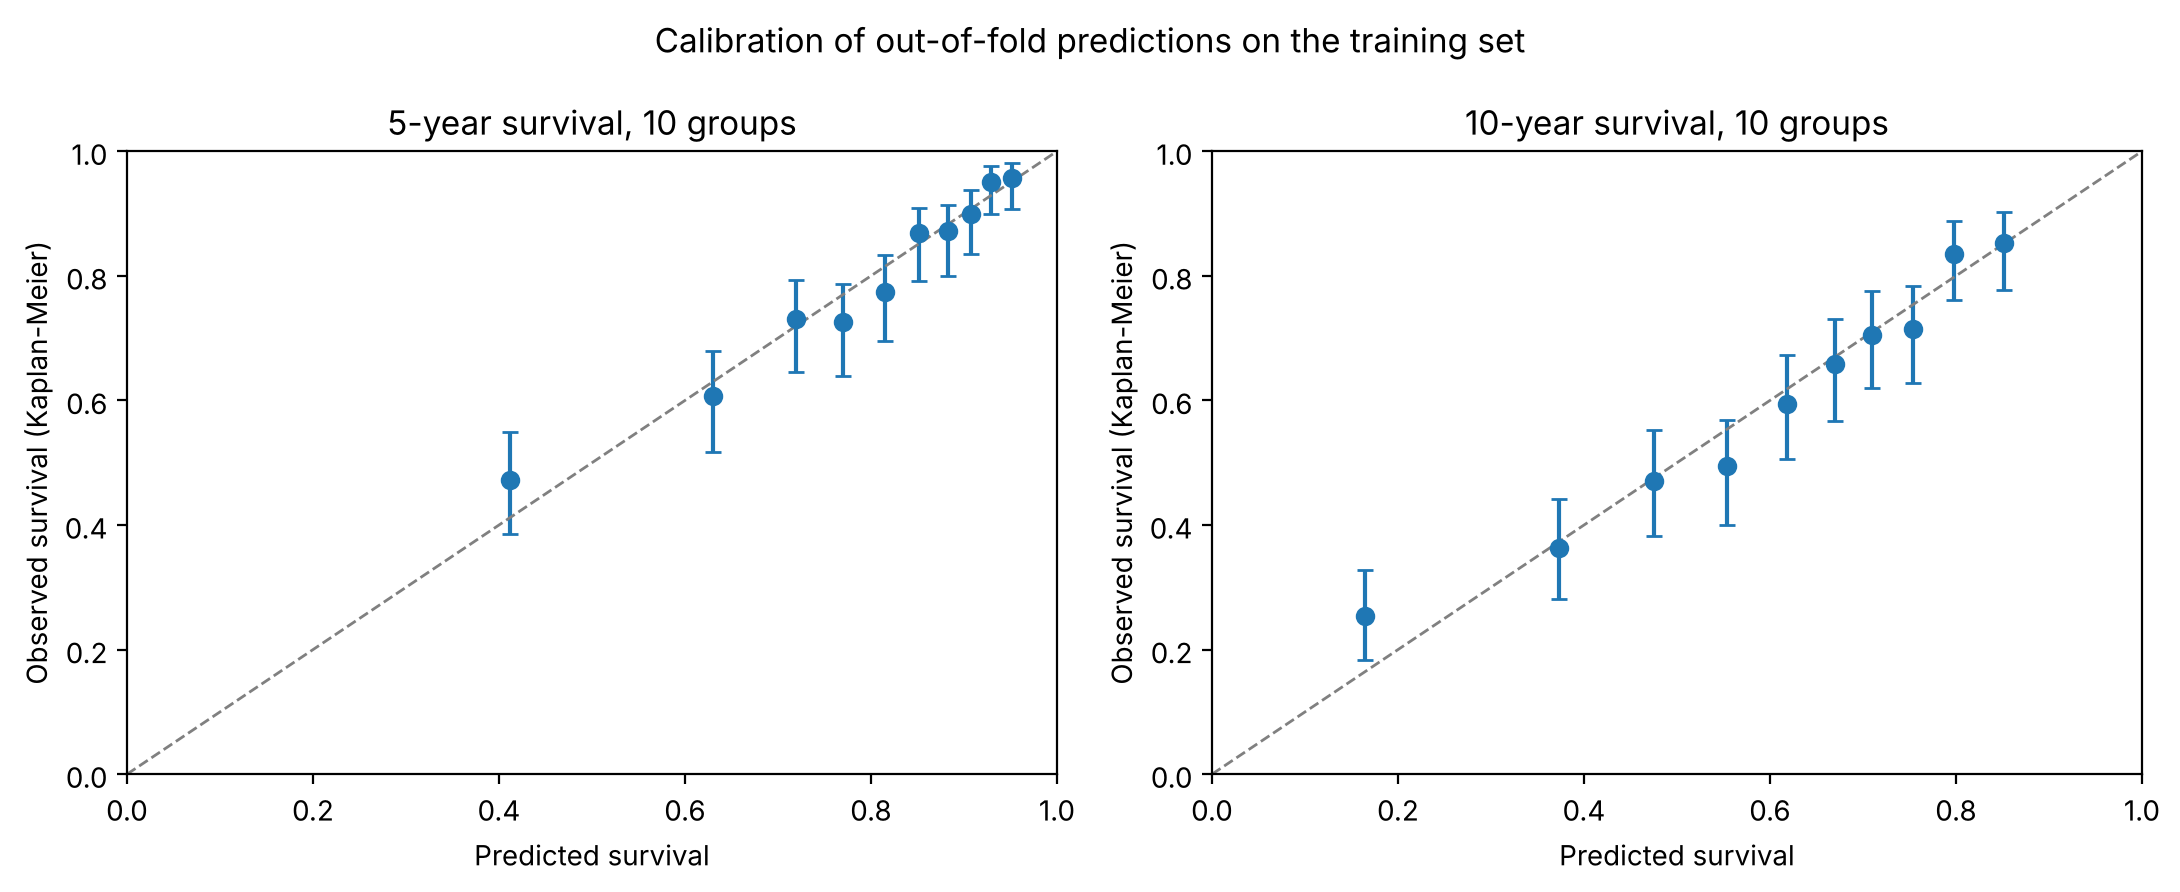 Calibration of out-of-fold predictions on the training set
5-year survival, 10 groups
Observed survival (Kaplan-Meier)
1.0
0.8
0.6
0.4
0.2
0.0
0.0 0.2 0.4 0.6 0.8 1.0
Predicted survival
10-year survival, 10 groups
Observed survival (Kaplan-Meier)
1.0
0.8
0.6
0.4
0.2
0.0
0.0 0.2 0.4 0.6 0.8 1.0
Predicted survival